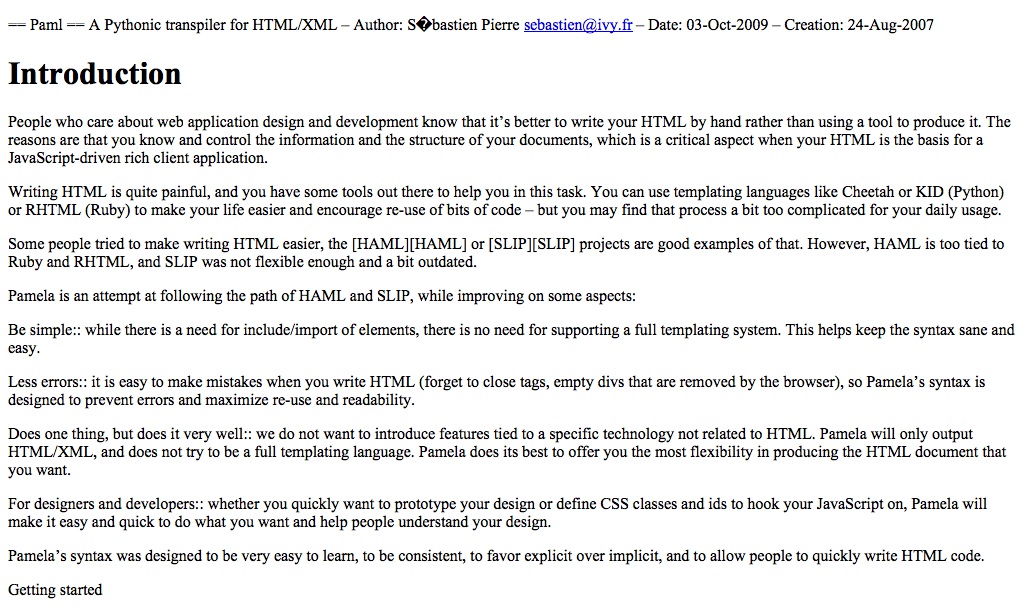 == Paml == A Pythonic transpiler for HTML/XML – Author: S�bastien Pierre sebastien@ivy.fr – Date: 03-Oct-2009 – Creation: 24-Aug-2007
Introduction
People who care about web application design and development know that it’s better to write your HTML by hand rather than using a tool to produce it. The
reasons are that you know and control the information and the structure of your documents, which is a critical aspect when your HTML is the basis for a
JavaScript-driven rich client application.
Writing HTML is quite painful, and you have some tools out there to help you in this task. You can use templating languages like Cheetah or KID (Python)
or RHTML (Ruby) to make your life easier and encourage re-use of bits of code – but you may find that process a bit too complicated for your daily usage.
Some people tried to make writing HTML easier, the [HAML][HAML] or [SLIP][SLIP] projects are good examples of that. However, HAML is too tied to
Ruby and RHTML, and SLIP was not flexible enough and a bit outdated.
Pamela is an attempt at following the path of HAML and SLIP, while improving on some aspects:
Be simple:: while there is a need for include/import of elements, there is no need for supporting a full templating system. This helps keep the syntax sane and
easy.
Less errors:: it is easy to make mistakes when you write HTML (forget to close tags, empty divs that are removed by the browser), so Pamela’s syntax is
designed to prevent errors and maximize re-use and readability.
Does one thing, but does it very well:: we do not want to introduce features tied to a specific technology not related to HTML. Pamela will only output
HTML/XML, and does not try to be a full templating language. Pamela does its best to offer you the most flexibility in producing the HTML document that
you want.
For designers and developers:: whether you quickly want to prototype your design or define CSS classes and ids to hook your JavaScript on, Pamela will
make it easy and quick to do what you want and help people understand your design.
Pamela’s syntax was designed to be very easy to learn, to be consistent, to favor explicit over implicit, and to allow people to quickly write HTML code.
Getting started